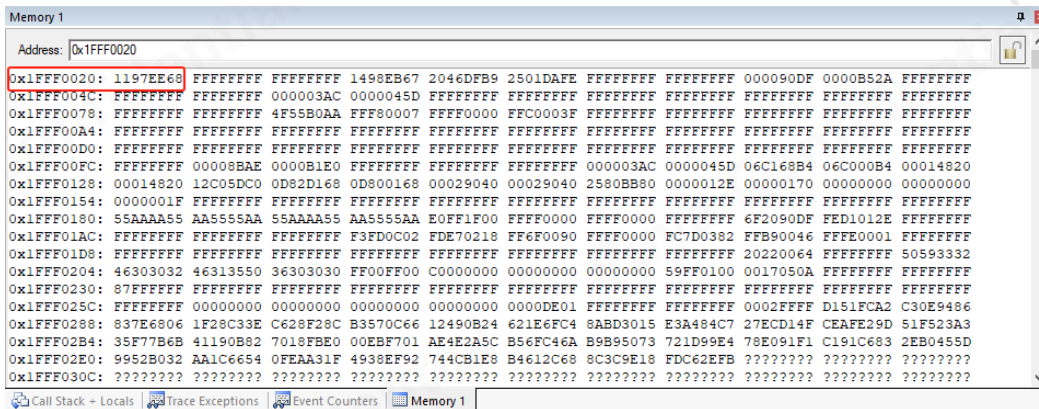 Memory 1
Address: 0x1FFF0020
0x1FFF0020: 1197EE68 FFFFFFFF FFFFFFFF 1498EB67 2046DFB9 2501DAFE FFFFFFFF FFFFFFFF 000090DF 0000B52A FFFFFFFF
0x1FFF004C: FFFFFFFF FFFFFFFF 000003AC 0000045D FFFFFFFF FFFFFFFF FFFFFFFF FFFFFFFF FFFFFFFF FFFFFFFF FFFFFFFF
0x1FFF0078: FFFFFFFF FFFFFFFF 4F55B0AA FFF80007 FFFF0000 FFC0003F FFFFFFFF FFFFFFFF FFFFFFFF FFFFFFFF FFFFFFFF
0x1FFF00A4: FFFFFFFF FFFFFFFF FFFFFFFF FFFFFFFF FFFFFFFF FFFFFFFF FFFFFFFF FFFFFFFF FFFFFFFF FFFFFFFF FFFFFFFF
0x1FFF00D0: FFFFFFFF FFFFFFFF FFFFFFFF FFFFFFFF FFFFFFFF FFFFFFFF FFFFFFFF FFFFFFFF FFFFFFFF FFFFFFFF FFFFFFFF
0x1FFF00FC: FFFFFFFF 00008BAE 0000B1E0 FFFFFFFF FFFFFFFF FFFFFFFF 000003AC 0000045D 06C168B4 06C000B4 00014820
0x1FFF0128: 00014820 12C05DC0 0D82D168 0D800168 00029040 00029040 2580BB80 0000012E 00000170 00000000 00000000
0x1FFF0154: 0000001F FFFFFFFF FFFFFFFF FFFFFFFF FFFFFFFF FFFFFFFF FFFFFFFF FFFFFFFF FFFFFFFF FFFFFFFF FFFFFFFF
0x1FFF0180: 55AAAA55 AA5555AA 55AAAA55 AA5555AA E0FF1F00 FFFF0000 FFFF0000 FFFFFFFF 6F2090DF FED1012E FFFFFFFF
0x1FFF01AC: FFFFFFFF FFFFFFFF FFFFFFFF F3FD0C02 FDE70218 FF6F0090 FFFF0000 FC7D0382 FFB90046 FFFE0001 FFFFFFFF
0x1FFF01D8: FFFFFFFF FFFFFFFF FFFFFFFF FFFFFFFF FFFFFFFF FFFFFFFF FFFFFFFF FFFFFFFF 20220064 FFFFFFFF 50593332
0x1FFF0204: 46303032 46313550 36303030 FF00FF00 C0000000 00000000 00000000 59FF0100 0017050A FFFFFFFF FFFFFFFF
0x1FFF0230: 87FFFFFF FFFFFFFF FFFFFFFF FFFFFFFF FFFFFFFF FFFFFFFF FFFFFFFF FFFFFFFF FFFFFFFF FFFFFFFF FFFFFFFF
0x1FFF025C: FFFFFFFF 00000000 00000000 00000000 00000000 0000DE01 FFFFFFFF FFFFFFFF 0002FFFF D151FCA2 C30E9486
0x1FFF0288: 837E6806 1F28C33E C628F28C B3570C66 12490B24 621E6FC4 8ABD3015 E3A484C7 27ECD14F CEAFE29D 51F523A3
0x1FFF02B4: 35F77B6B 41190B82 7018FBE0 00EBF701 AE4E2A5C B56FC46A B9B95073 721D99E4 78E091F1 C191C683 2EB0455D
0x1FFF02E0: 9952B032 AA1C6654 0FEAA31F 4938EF92 744CB1E8 B4612C68 8C3C9E18 FDC62EFB ???????? ???????? ????????
0x1FFF030C: ???????? ???????? ???????? ???????? ???????? ???????? ???????? ???????? ???????? ???????? ????????
Call Stack + Locals Trace Exceptions Event Counters Memory 1